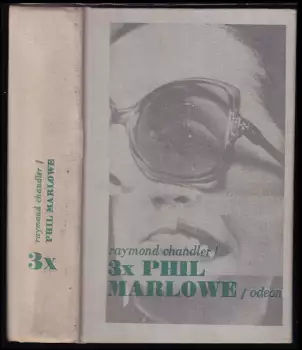 raymond chandler /
PHIL MARLOWE
3x
raymond chandler /
3x PHIL
MARLOWE / odeon